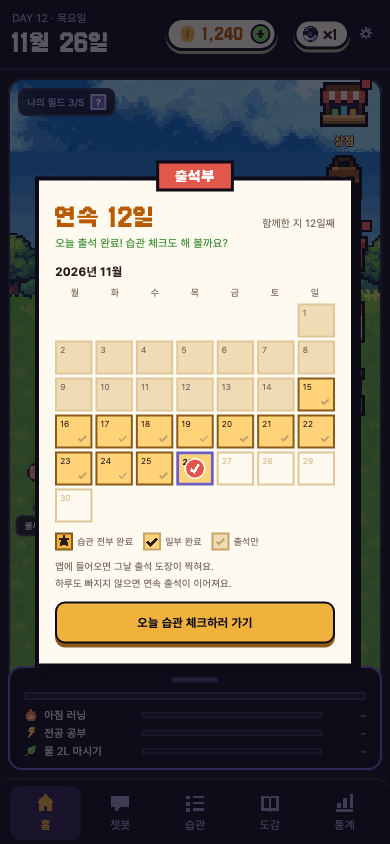 DAY 12 · 목요일
11월 26일
1,240
×1
나의 필드 3/5 ?
상점
출석부
연속 12일
함께한 지 12일째
오늘 출석 완료! 습관 체크도 해 볼까요?
2026년 11월
월 화 수 목 금 토 일
1
2 3 4 5 6 7 8
9 10 11 12 13 14 15
16 17 18 19 20 21 22
23 24 25 27 28 29
30
습관 전부 완료 일부 완료 출석만
앱에 들어오면 그날 출석 도장이 찍혀요.
하루도 빠지지 않으면 연속 출석이 이어져요.
오늘 습관 체크하러 가기
아침 러닝 –
전공 공부 –
물 2L 마시기 –
홈 챗봇 습관 도감 통계